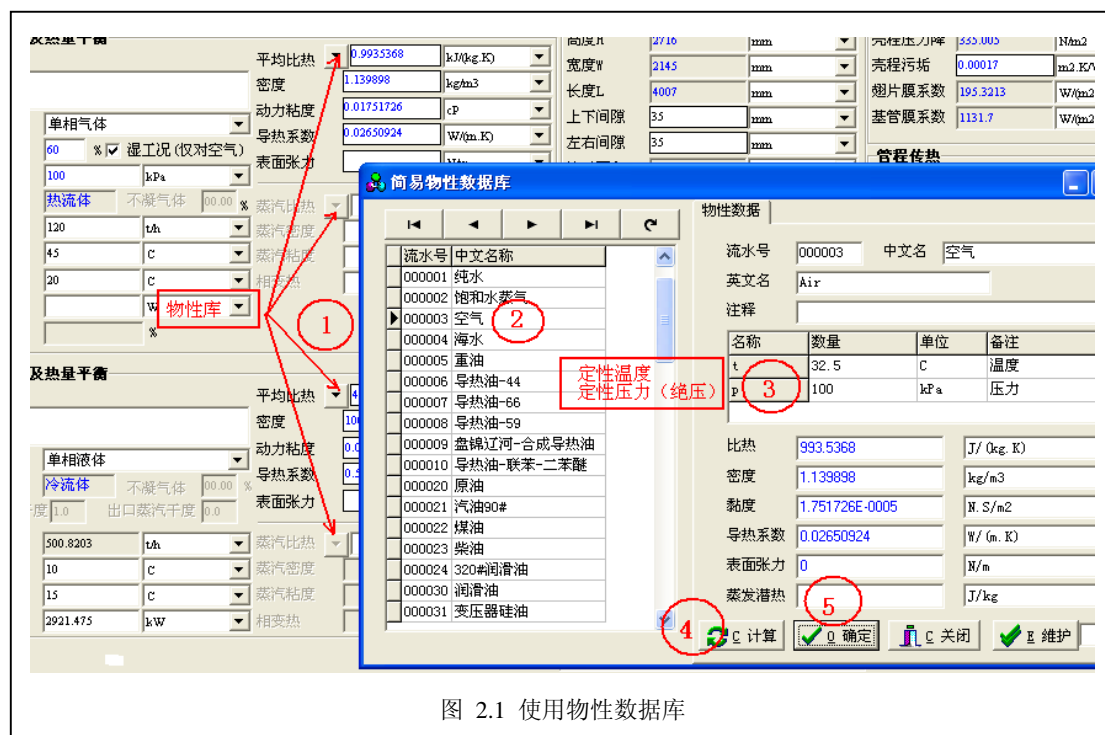 及热量平衡
平均比热 0.9935368 kJ/(kg.K)
密度 1.139898 kg/m3
动力粘度 0.01751726 cP
导热系数 0.02650924 W/(m.K)
表面张力
单相气体
60 % 湿工况(仅对空气)
100 kPa
热流体 不凝气体 00.00 %
120 t/h
45 C
20 C
%
蒸汽比热
蒸汽密度
蒸汽粘度
相变热
物性库
1
高度H 2716 mm
宽度W 2145 mm
长度L 4007 mm
上下间隙 35 mm
左右间隙 35 mm
壳程压力降 335.005 N/m2
壳程污垢 0.00017 m2.K/
翅片膜系数 195.3213 W/(m2
基管膜系数 1131.7 W/(m2
管程传热
及热量平衡
平均比热 4
密度 100
动力粘度 0.0
导热系数 0.5
表面张力
单相液体
冷流体 不凝气体 00.00 %
度 1.0 出口蒸汽干度 0.0
500.8203 t/h
10 C
15 C
2921.475 kW
蒸汽比热
蒸汽密度
蒸汽粘度
相变热
简易物性数据库
流水号 中文名称
000001 纯水
000002 饱和水蒸气
000003 空气
000004 海水
000005 重油
000006 导热油-44
000007 导热油-66
000008 导热油-59
000009 盘锦辽河-合成导热油
000010 导热油-联苯-二苯醚
000020 原油
000021 汽油90#
000022 煤油
000023 柴油
000024 320#润滑油
000030 润滑油
000031 变压器硅油
2
定性温度
定性压力(绝压)
物性数据
流水号 000003 中文名 空气
英文名 Air
注释
名称 数量 单位 备注
t 32.5 C 温度
p 100 kPa 压力
3
比热 993.5368 J/(kg.K)
密度 1.139898 kg/m3
黏度 1.751726E-0005 N.S/m2
导热系数 0.02650924 W/(m.K)
表面张力 0 N/m
蒸发潜热 J/kg
4
5
C 计算 O 确定 C 关闭 E 维护
图 2.1 使用物性数据库